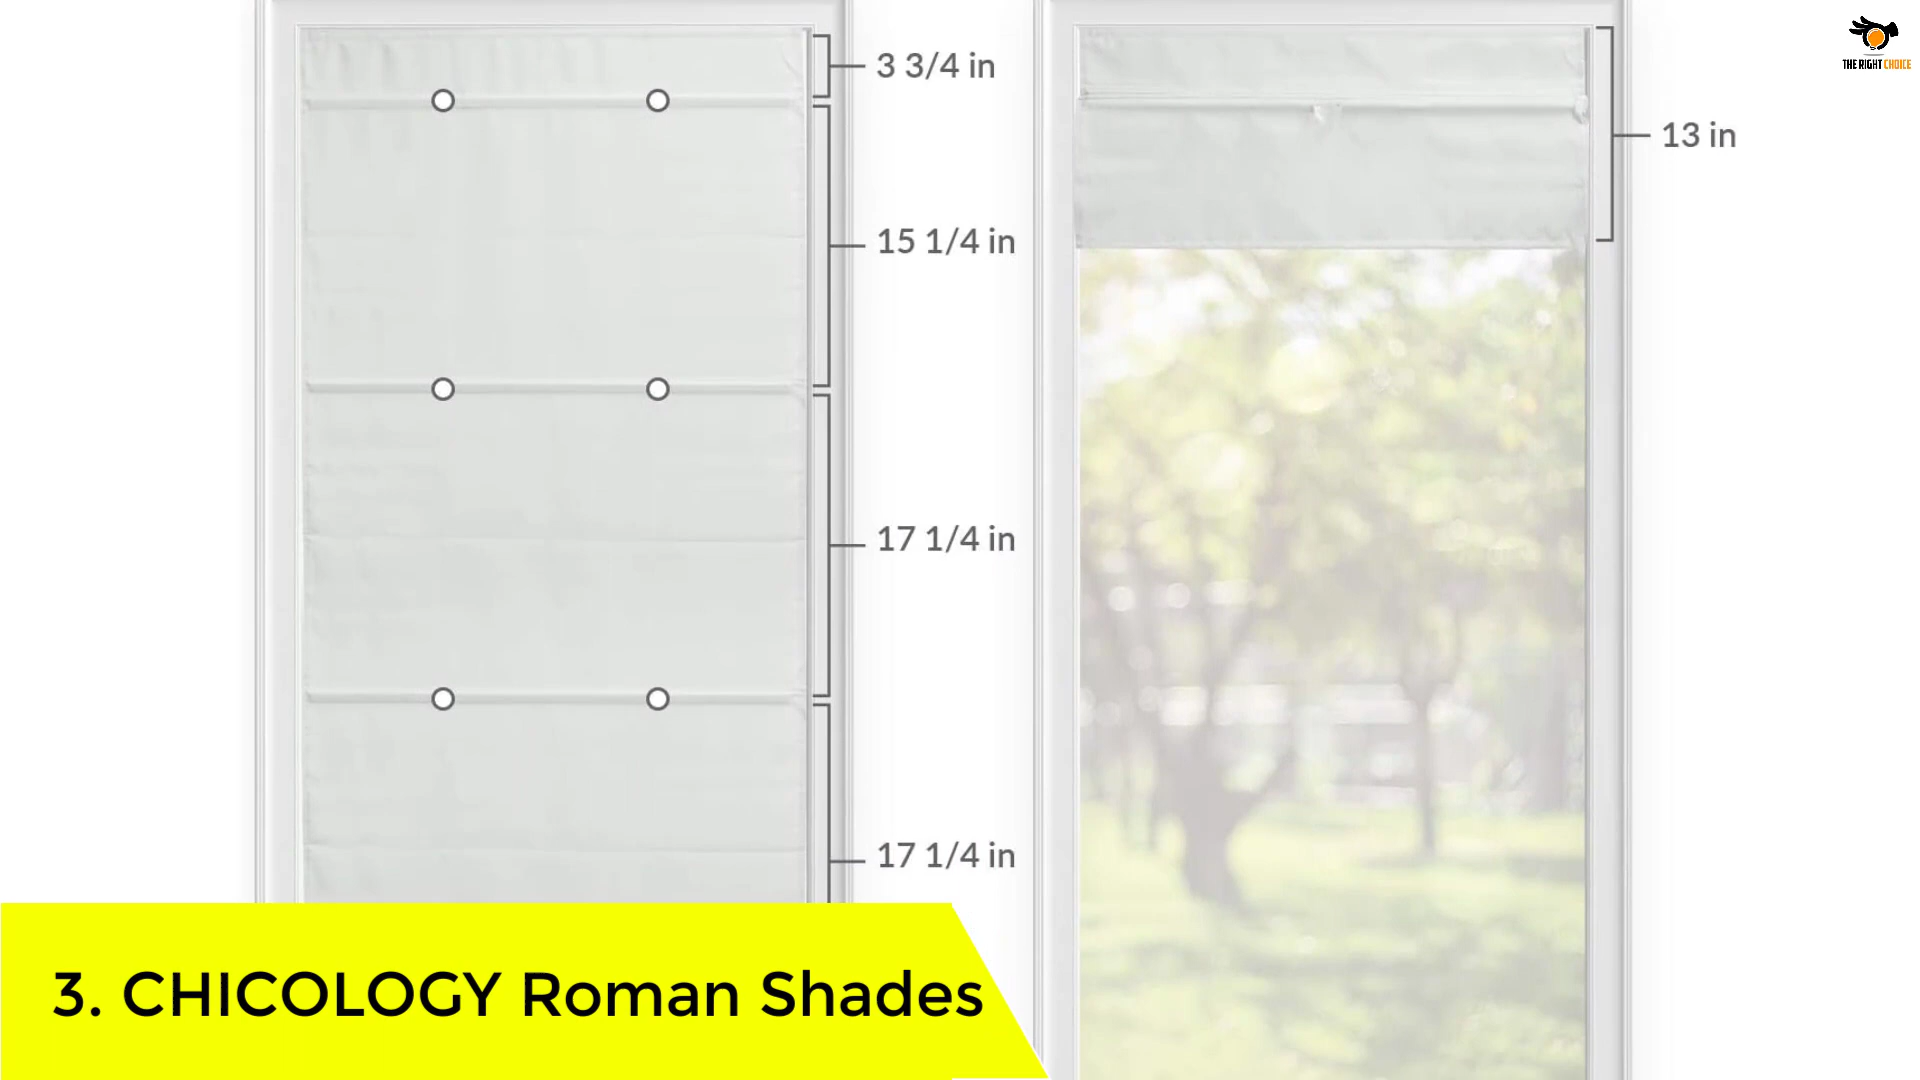 3 3/4 in
15 1/4 in
17 1/4 in
17 1/4 in
13 in
THE RIGHT CHOICE
3. CHICOLOGY Roman Shades